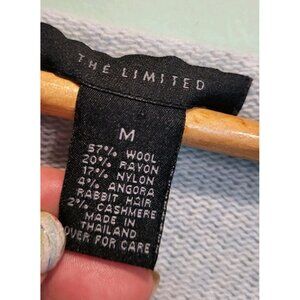 THE LIMITED
M
57% WOOL
20% RAYON
17% NYLON
4% ANGORA
RABBIT HAIR
2% CASHMERE
MADE IN
THAILAND
OVER FOR CARE